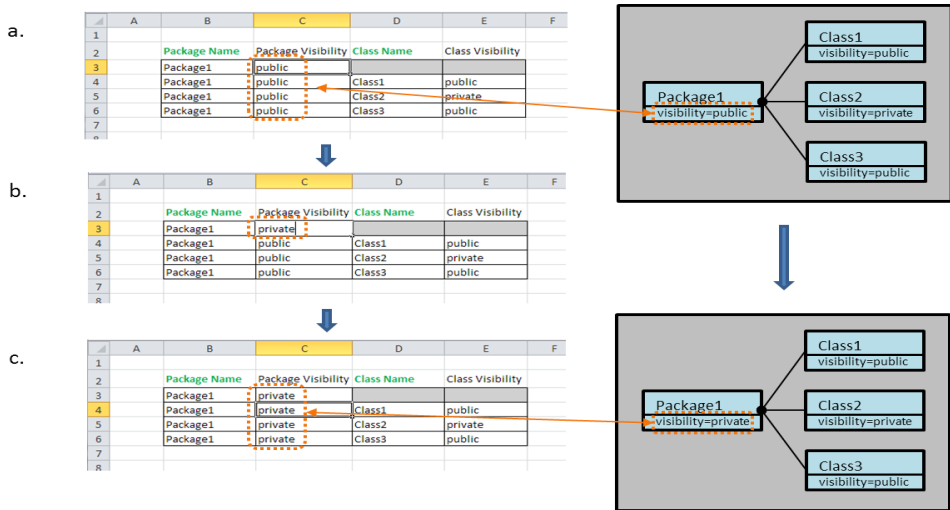 a.
A B C D E F
1
2 Package Name Package Visibility Class Name Class Visibility
3 Package1 public
4 Package1 public Class1 public
5 Package1 public Class2 private
6 Package1 public Class3 public
7
8
Class1
visibility=public
Package1
visibility=public
Class2
visibility=private
Class3
visibility=public
b.
A B C D E F
1
2 Package Name Package Visibility Class Name Class Visibility
3 Package1 private
4 Package1 public Class1 public
5 Package1 public Class2 private
6 Package1 public Class3 public
7
8
c.
A B C D E F
1
2 Package Name Package Visibility Class Name Class Visibility
3 Package1 private
4 Package1 private Class1 public
5 Package1 private Class2 private
6 Package1 private Class3 public
7
8
Class1
visibility=public
Package1
visibility=private
Class2
visibility=private
Class3
visibility=public